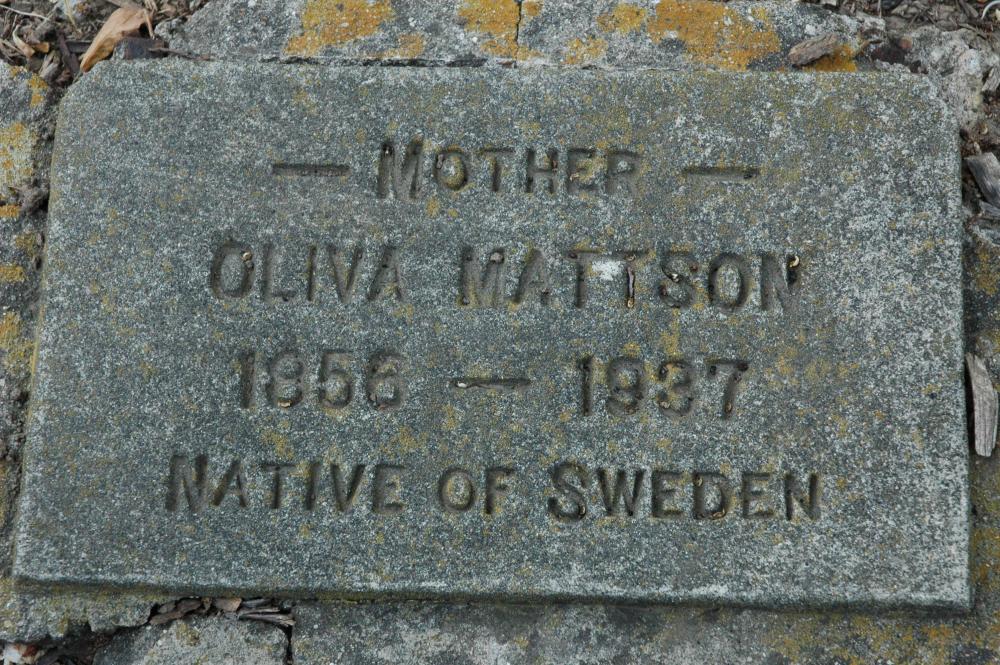 — MOTHER —
OLIVA MATTSON
1856 — 1937
NATIVE OF SWEDEN